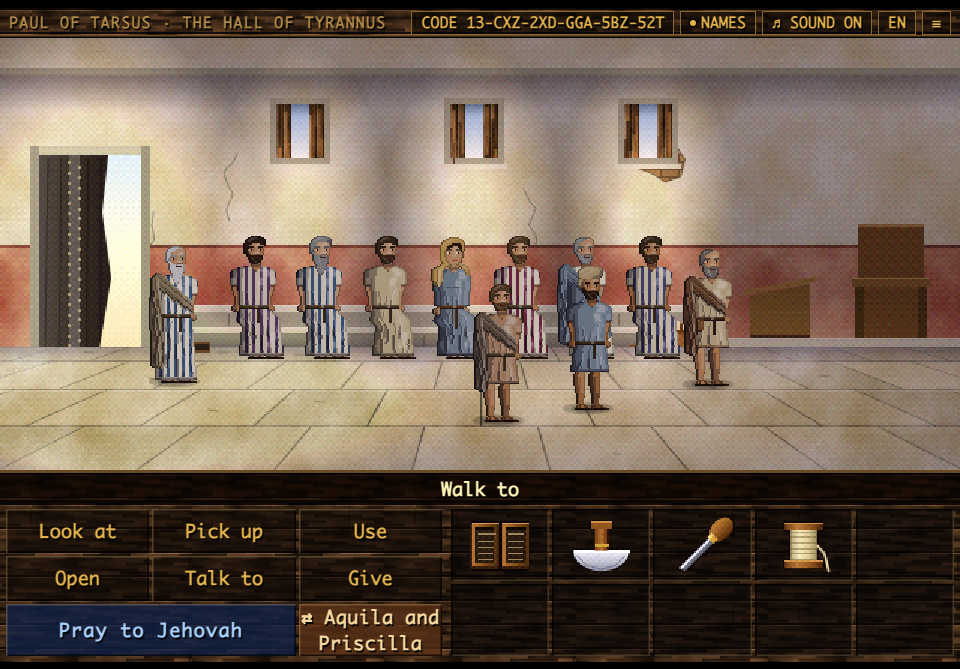 PAUL OF TARSUS · THE HALL OF TYRANNUS
CODE 13-CXZ-2XD-GGA-5BZ-52T
• NAMES
♬ SOUND ON
EN
≡
Walk to
Look at
Pick up
Use
Open
Talk to
Give
Pray to Jehovah
⇄ Aquila and
Priscilla